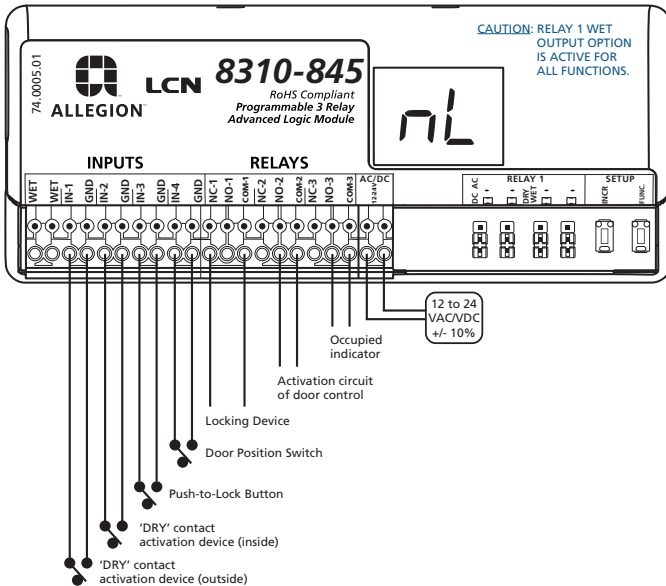 CAUTION: RELAY 1 WET
OUTPUT OPTION
IS ACTIVE FOR
ALL FUNCTIONS.
74.0005.01
ALLEGION™
LCN
8310-845
RoHS Compliant
Programmable 3 Relay
Advanced Logic Module
nL
INPUTS
RELAYS
WET
WET
IN-1
GND
IN-2
GND
IN-3
GND
IN-4
GND
NC-1
NO-1
COM-1
NC-2
NO-2
COM-2
NC-3
NO-3
COM-3
AC/DC
12-24V
RELAY 1
DC AC
DRY
WET
SETUP
INCR
FUNC.
12 to 24
VAC/VDC
+/- 10%
Occupied
indicator
Activation circuit
of door control
Locking Device
Door Position Switch
Push-to-Lock Button
'DRY' contact
activation device (inside)
'DRY' contact
activation device (outside)